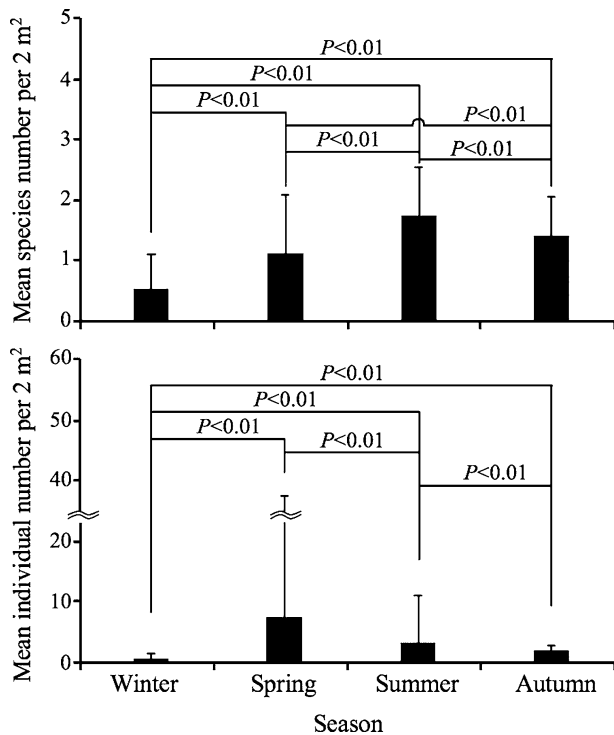 Mean species number per 2 m²
5
4
3
2
1
0
P<0.01
P<0.01
P<0.01
P<0.01
P<0.01
P<0.01
Mean individual number per 2 m²
60
50
40
20
10
0
P<0.01
P<0.01
P<0.01
P<0.01
P<0.01
Winter Spring Summer Autumn
Season